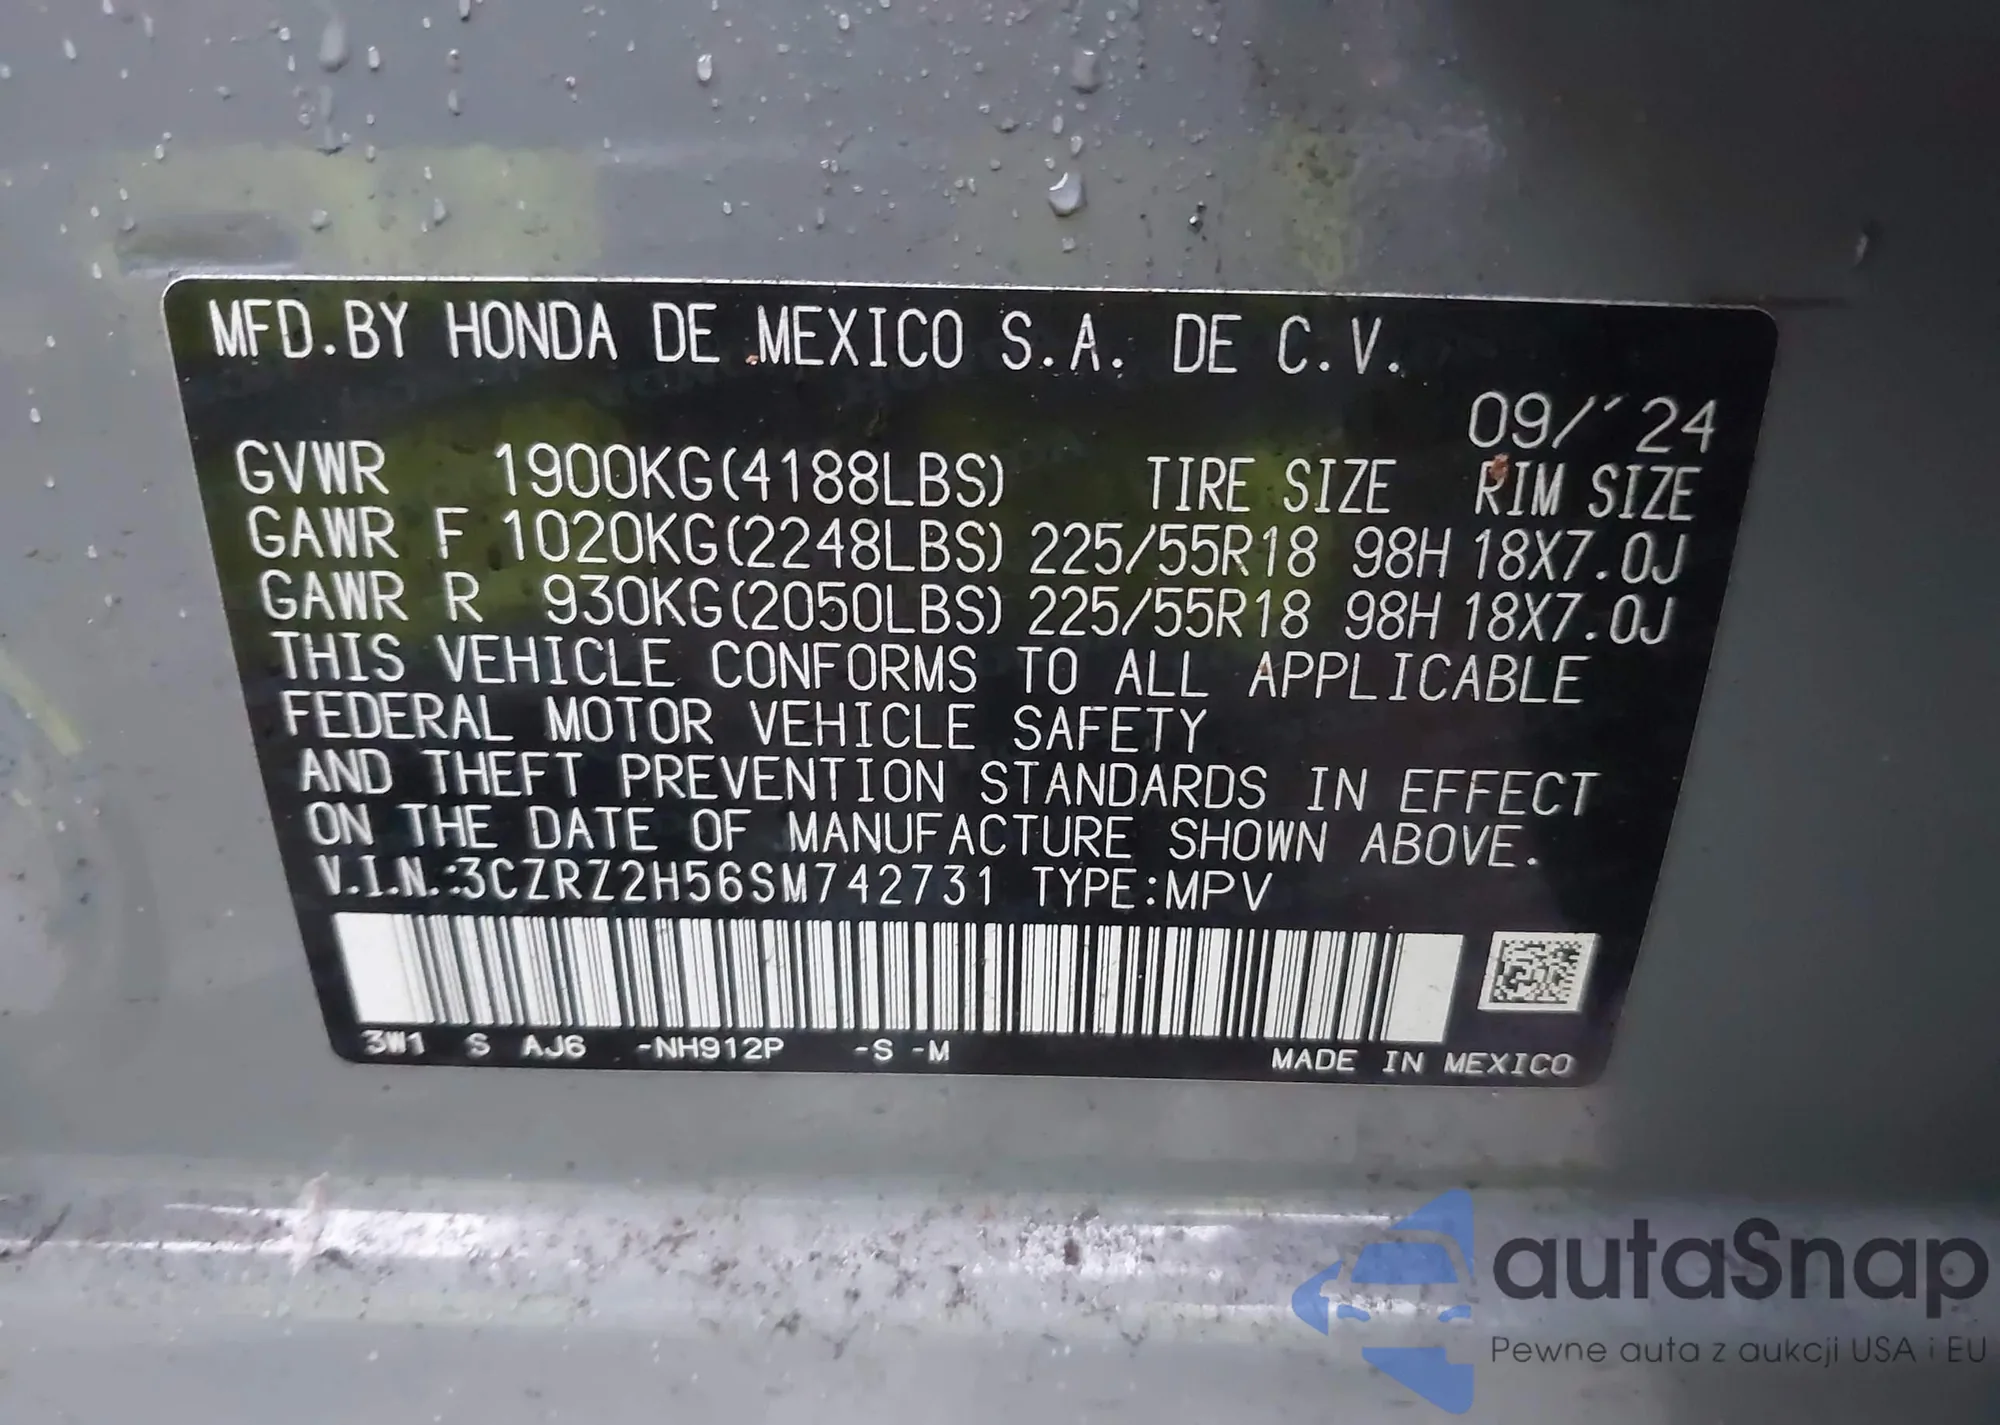 MFD.BY HONDA DE MEXICO S.A. DE C.V.
09/´24
GVWR 1900KG(4188LBS) TIRE SIZE RIM SIZE
GAWR F 1020KG(2248LBS) 225/55R18 98H 18X7.0J
GAWR R 930KG(2050LBS) 225/55R18 98H 18X7.0J
THIS VEHICLE CONFORMS TO ALL APPLICABLE
FEDERAL MOTOR VEHICLE SAFETY
AND THEFT PREVENTION STANDARDS IN EFFECT
ON THE DATE OF MANUFACTURE SHOWN ABOVE.
V.I.N.:3CZRZ2H56SM742731 TYPE:MPV
3W1 S AJ6 -NH912P -S -M MADE IN MEXICO
autaSnap
Pewne auta z aukcji USA i EU